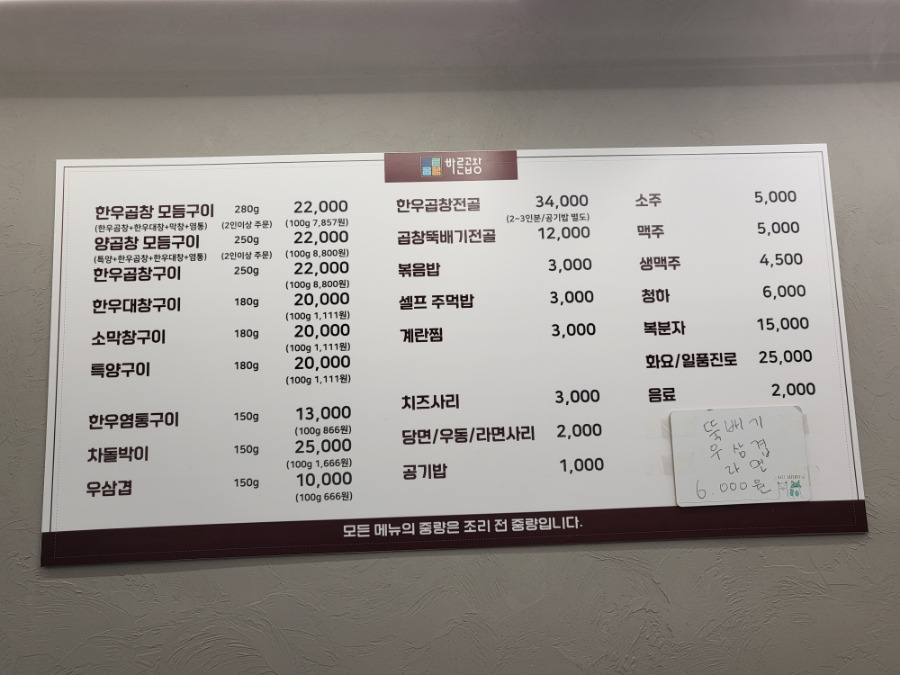 바른곱창
한우곱창 모듬구이 280g 22,000
(한우곱창+한우대창+막창+염통) (2인이상 주문) (100g 7,857원)
양곱창 모듬구이 250g 22,000
(특양+한우곱창+한우대창+염통) (2인이상 주문) (100g 8,800원)
한우곱창구이 250g 22,000
(100g 8,800원)
한우대창구이 180g 20,000
(100g 1,111원)
소막창구이 180g 20,000
(100g 1,111원)
특양구이 180g 20,000
(100g 1,111원)
한우염통구이 150g 13,000
(100g 866원)
차돌박이 150g 25,000
(100g 1,666원)
우삼겹 150g 10,000
(100g 666원)
한우곱창전골 34,000
(2~3인분/공기밥 별도)
곱창뚝배기전골 12,000
볶음밥 3,000
셀프 주먹밥 3,000
계란찜 3,000
치즈사리 3,000
당면/우동/라면사리 2,000
공기밥 1,000
소주 5,000
맥주 5,000
생맥주 4,500
청하 6,000
복분자 15,000
화요/일품진로 25,000
음료 2,000
뚝배기
우삼겹
라면
6.000원
모든 메뉴의 중량은 조리 전 중량입니다.